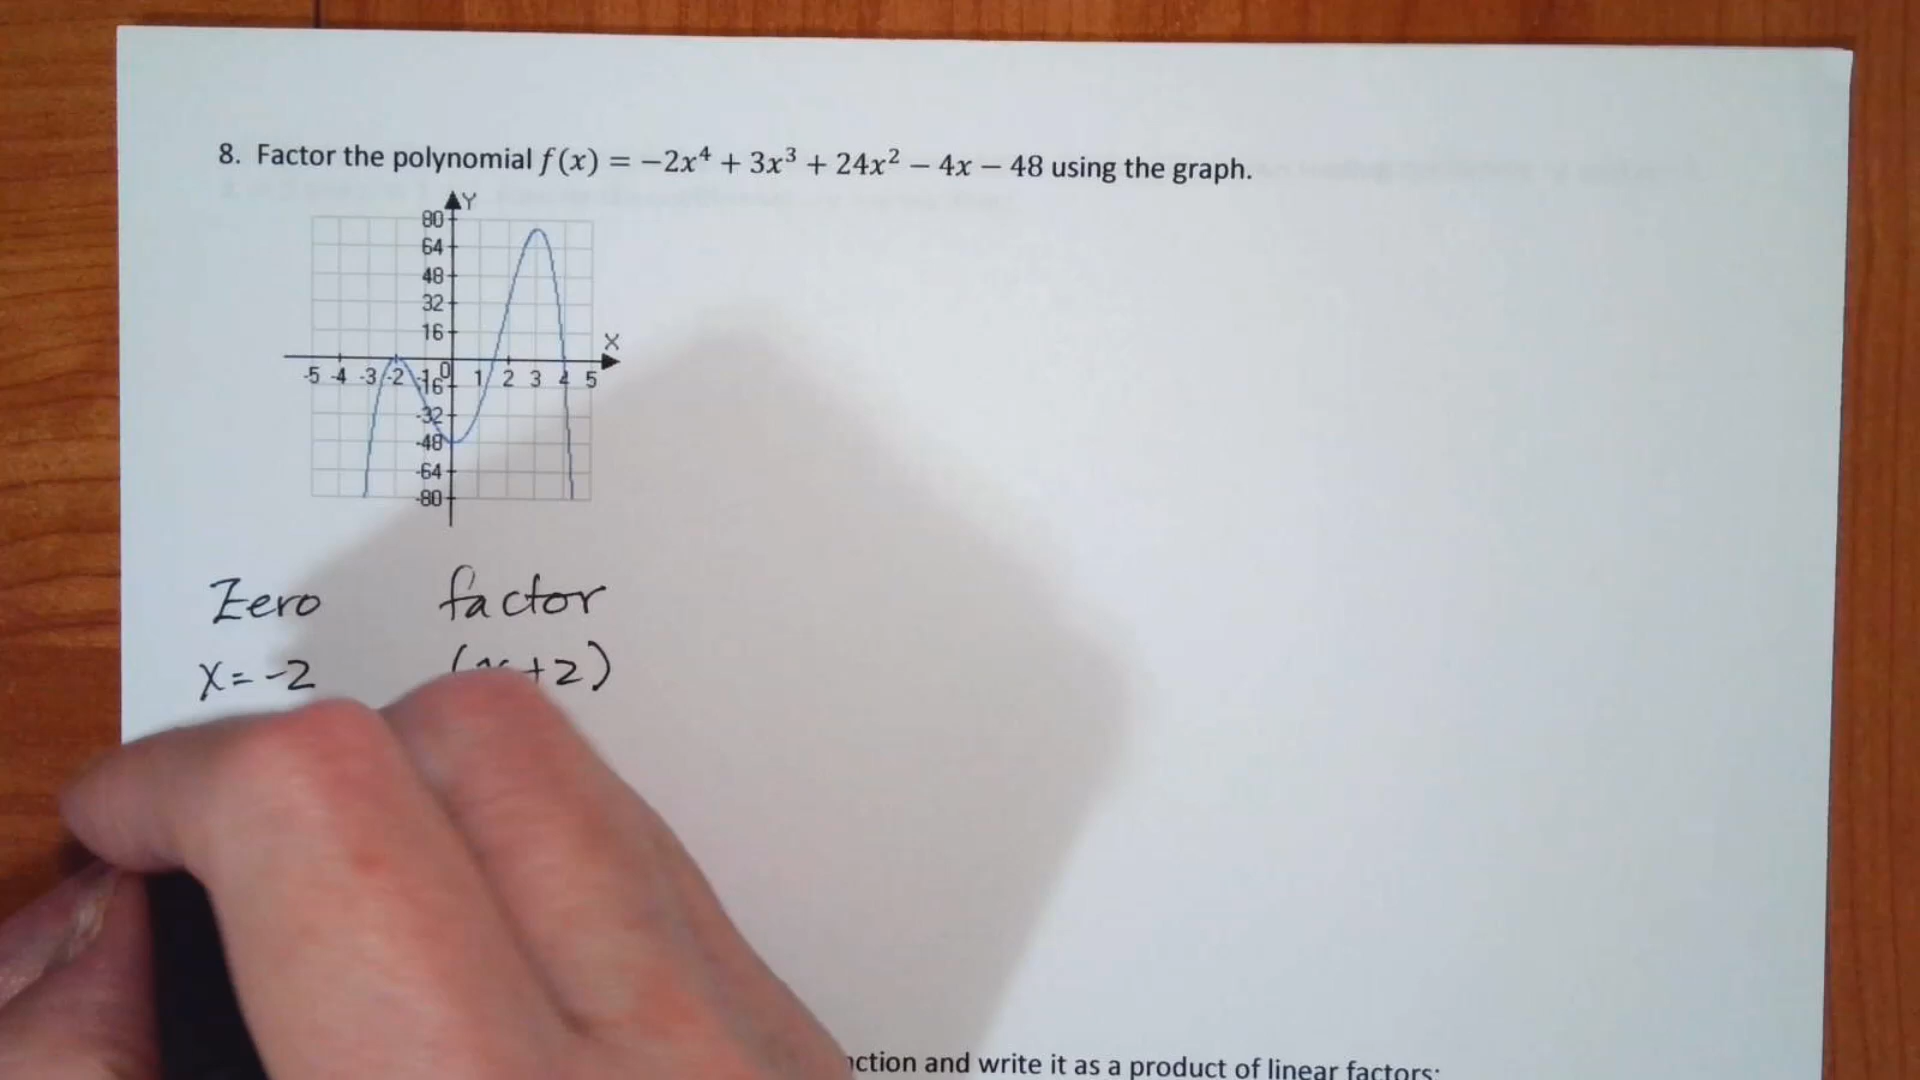 8. Factor the polynomial f(x) = −2x⁴ + 3x³ + 24x² − 4x − 48 using the graph.
Y
80
64
48
32
16
X
-5 -4 -3 -2 -1 0 1 2 3 4 5
-16
-32
-48
-64
-80
Zero factor
x = -2 (x+2)
and write it as a product of linear factors: